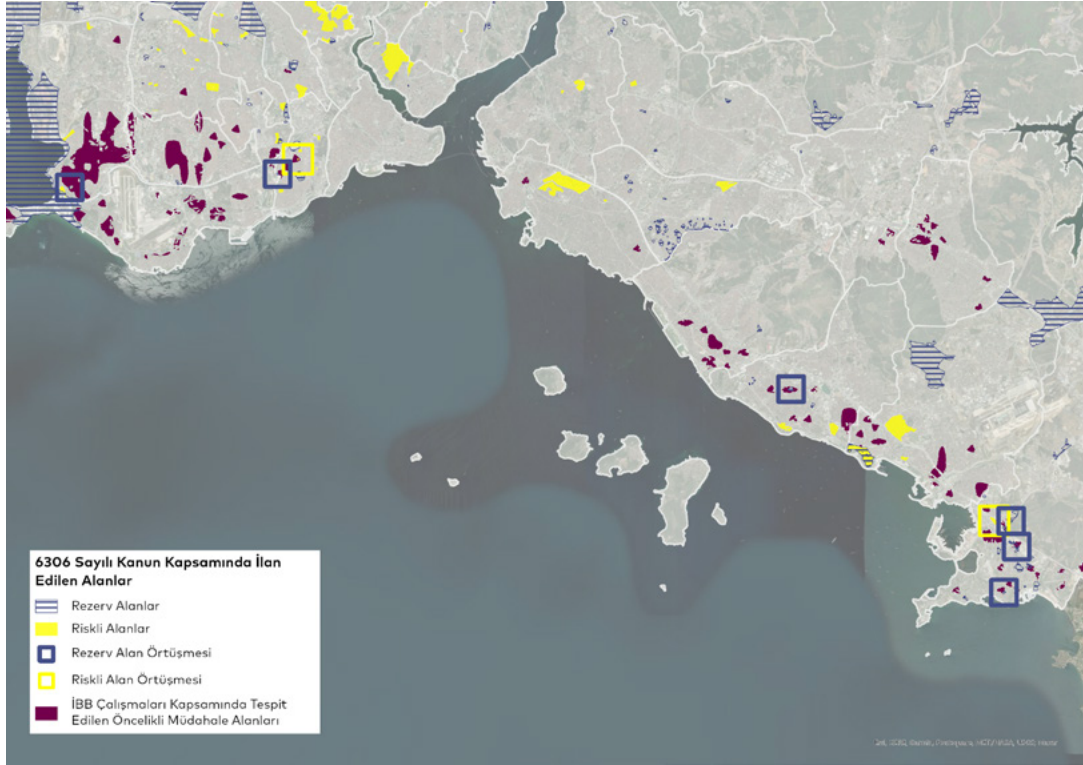 6306 Sayılı Kanun Kapsamında İlan
Edilen Alanlar
Rezerv Alanlar
Riskli Alanlar
Rezerv Alan Örtüşmesi
Riskli Alan Örtüşmesi
İBB Çalışmaları Kapsamında Tespit
Edilen Öncelikli Müdahale Alanları